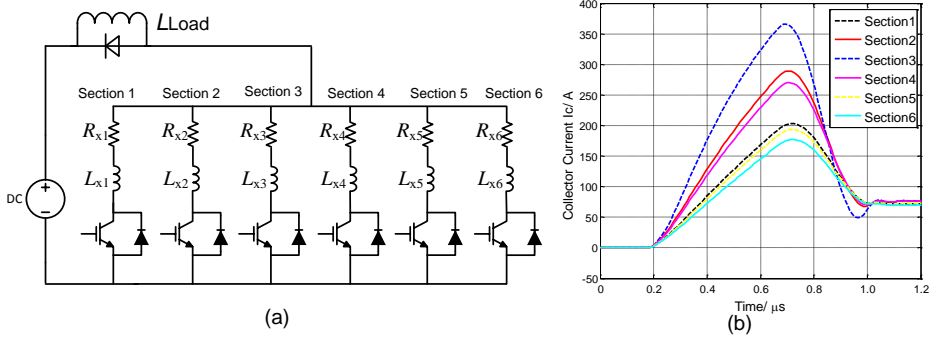 LLoad
Section 1 Section 2 Section 3 Section 4 Section 5 Section 6
Rx1 Rx2 Rx3 Rx4 Rx5 Rx6
Lx1 Lx2 Lx3 Lx4 Lx5 Lx6
DC
+
−
(a)
Collector Current Ic/ A
400
350
300
250
200
150
100
50
0
-50
0 0.2 0.4 0.6 0.8 1.0 1.2
Time/ μs
Section1
Section2
Section3
Section4
Section5
Section6
(b)